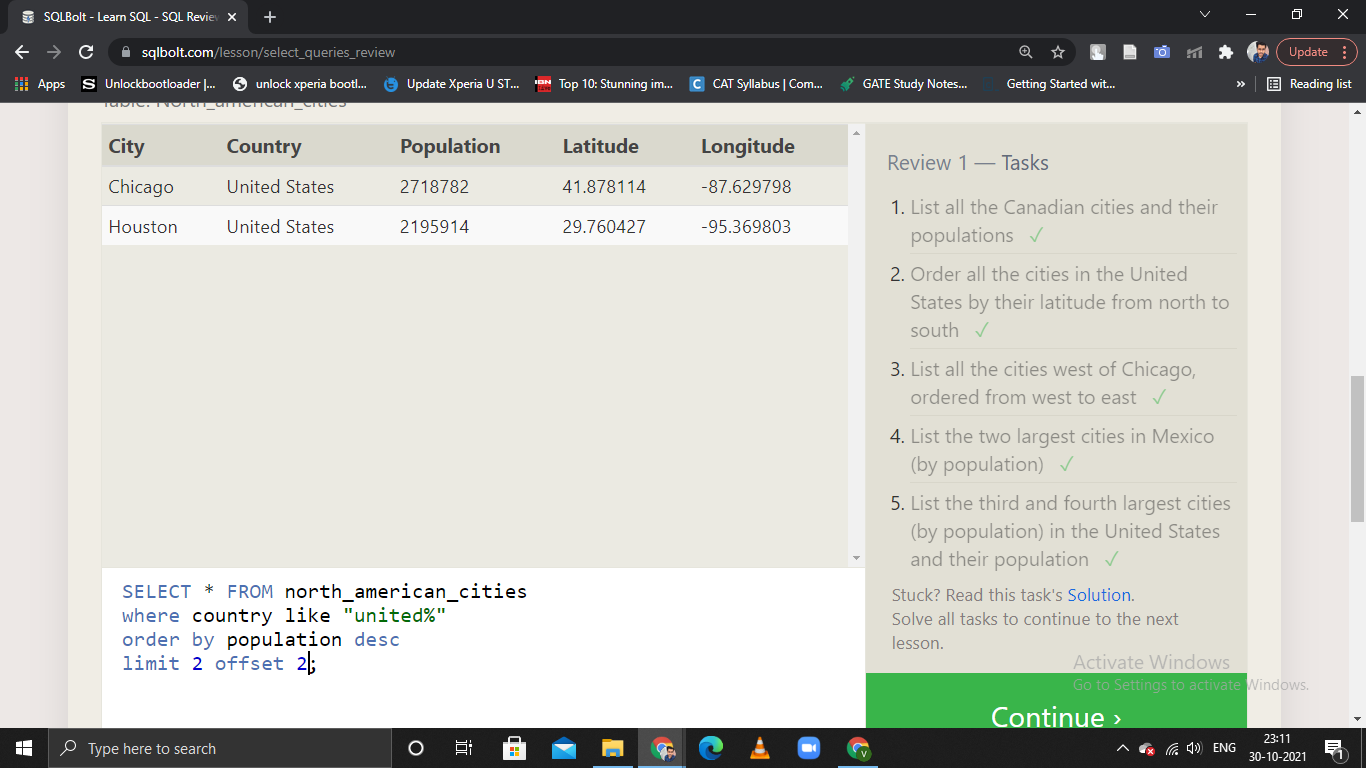 SQLBolt - Learn SQL - SQL Review
sqlbolt.com/lesson/select_queries_review
Update
Apps
S Unlockbootloader |...
unlock xperia bootl...
Update Xperia U ST...
Top 10: Stunning im...
C CAT Syllabus | Com...
GATE Study Notes...
Getting Started wit...
»
Reading list
Table: North_american_cities
City Country Population Latitude Longitude
Chicago United States 2718782 41.878114 -87.629798
Houston United States 2195914 29.760427 -95.369803
SELECT * FROM north_american_cities
where country like "united%"
order by population desc
limit 2 offset 2;
Review 1 — Tasks
1. List all the Canadian cities and their
populations ✓
2. Order all the cities in the United
States by their latitude from north to
south ✓
3. List all the cities west of Chicago,
ordered from west to east ✓
4. List the two largest cities in Mexico
(by population) ✓
5. List the third and fourth largest cities
(by population) in the United States
and their population ✓
Stuck? Read this task's Solution.
Solve all tasks to continue to the next
lesson.
Activate Windows
Go to Settings to activate Windows.
Continue ›
Type here to search
V
ENG
23:11
30-10-2021
1